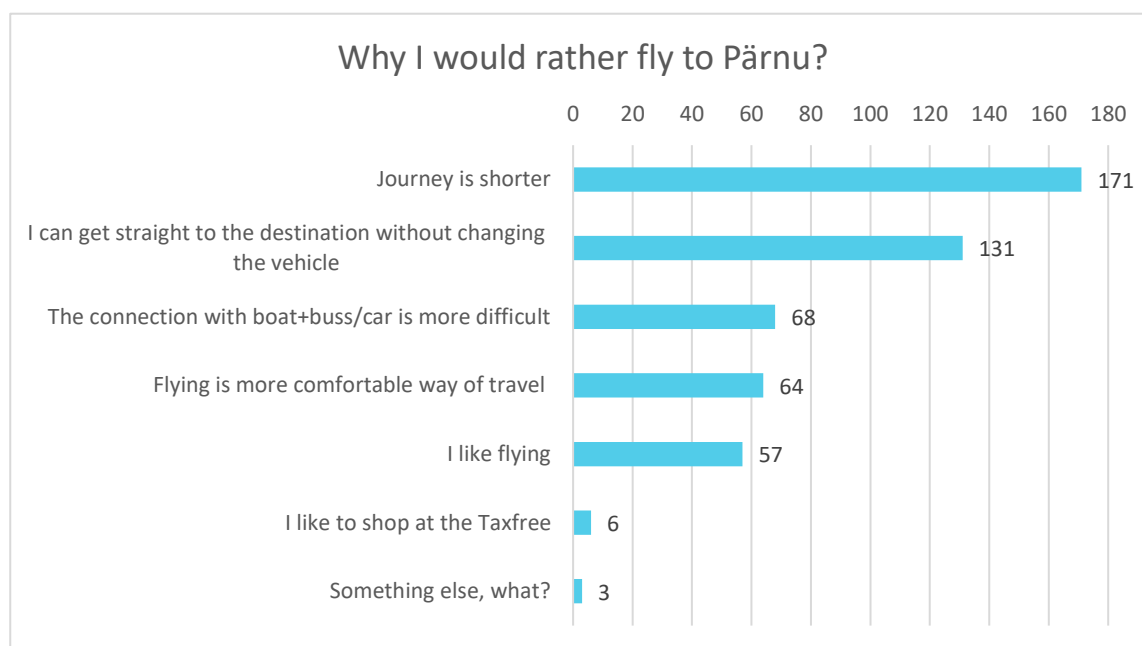 Why I would rather fly to Pärnu?
0 20 40 60 80 100 120 140 160 180
Journey is shorter 171
I can get straight to the destination without changing
the vehicle 131
The connection with boat+buss/car is more difficult 68
Flying is more comfortable way of travel 64
I like flying 57
I like to shop at the Taxfree 6
Something else, what? 3